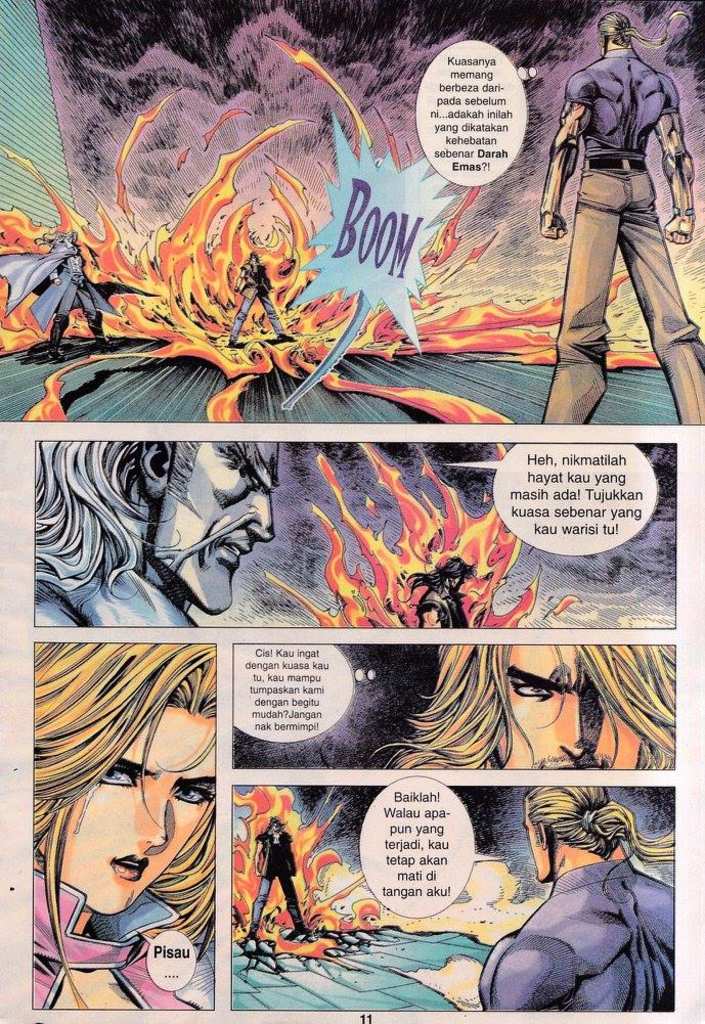 Kuasanya
memang
berbeza dari-
pada sebelum
ni...adakah inilah
yang dikatakan
kehebatan
sebenar Darah
Emas?!
BOOM
Heh, nikmatilah
hayat kau yang
masih ada! Tujukkan
kuasa sebenar yang
kau warisi tu!
Cis! Kau ingat
dengan kuasa kau
tu, kau mampu
tumpaskan kami
dengan begitu
mudah?Jangan
nak bermimpi!
Pisau
....
Baiklah!
Walau apa-
pun yang
terjadi, kau
tetap akan
mati di
tangan aku!
11